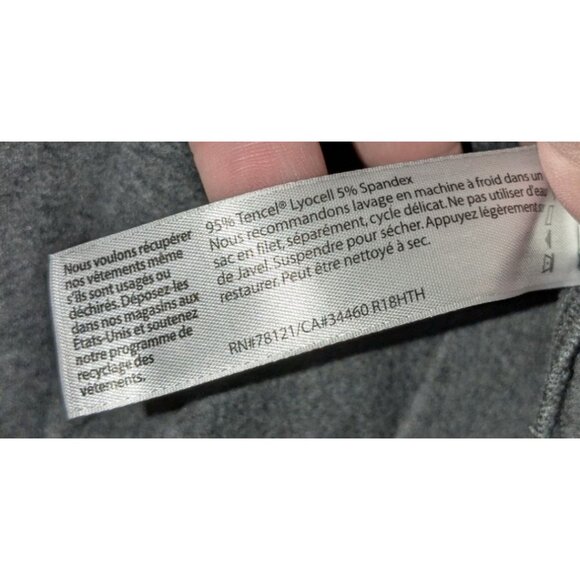 Nous voulons récupérer
nos vêtements même
s'ils sont usagés ou
déchirés. Déposez-les
dans nos magasins aux
États-Unis et soutenez
notre programme de
recyclage des
vêtements.
95% Tencel® Lyocell 5% Spandex
Nous recommandons lavage en machine à froid dans un
sac en filet, séparément, cycle délicat. Ne pas utiliser d'eau
de Javel. Suspendre pour sécher. Appuyez légèrement
restaurer. Peut être nettoyé à sec.
RN#78121/CA#34460 R18HTH